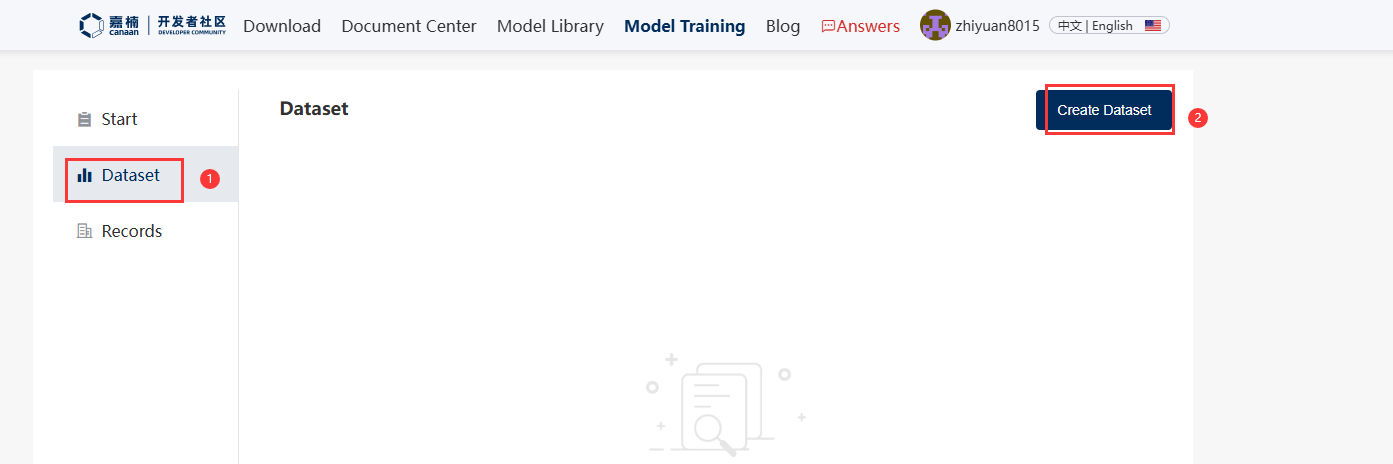 嘉楠 canaan 开发者社区 DEVELOPER COMMUNITY Download Document Center Model Library Model Training Blog Answers zhiyuan8015 中文 | English
Start
Dataset 1
Records
Dataset
Create Dataset 2